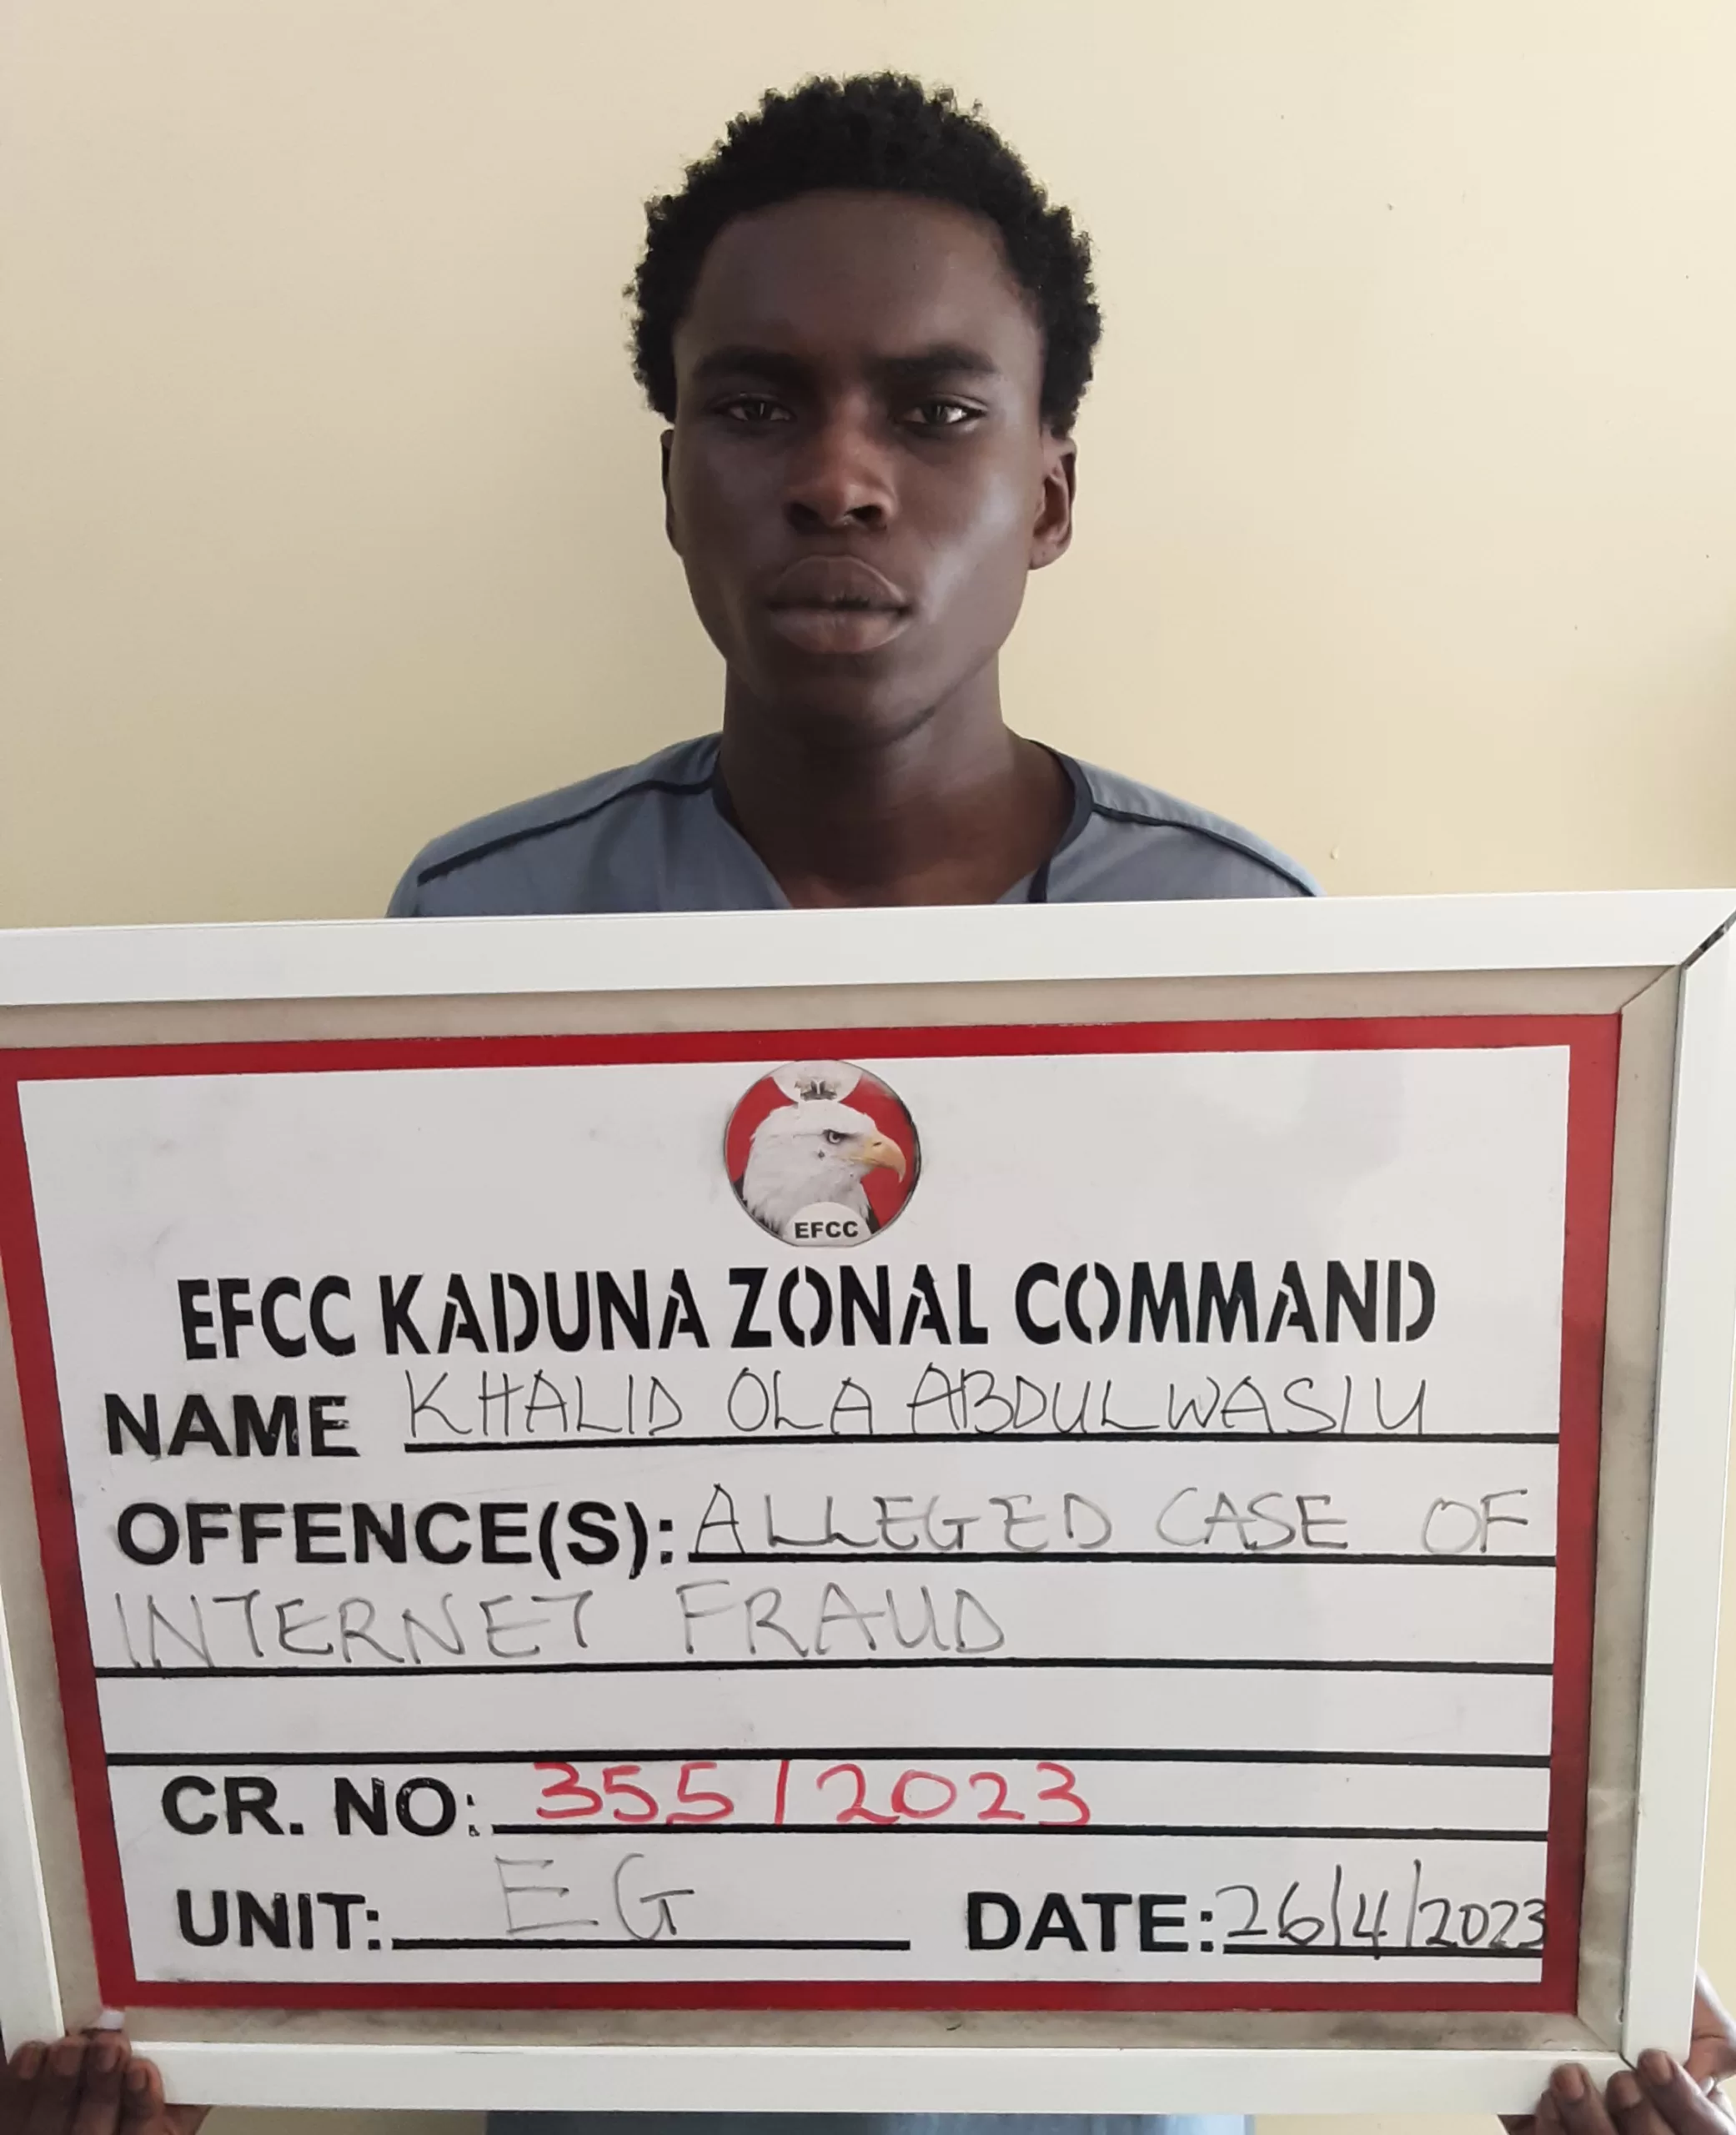 EFCC
EFCC KADUNA ZONAL COMMAND
NAME KHALID OLA ABDULWASIU
OFFENCE(S): ALLEGED CASE OF
INTERNET FRAUD
CR. NO: 355/2023
UNIT: EG DATE: 26/4/2023